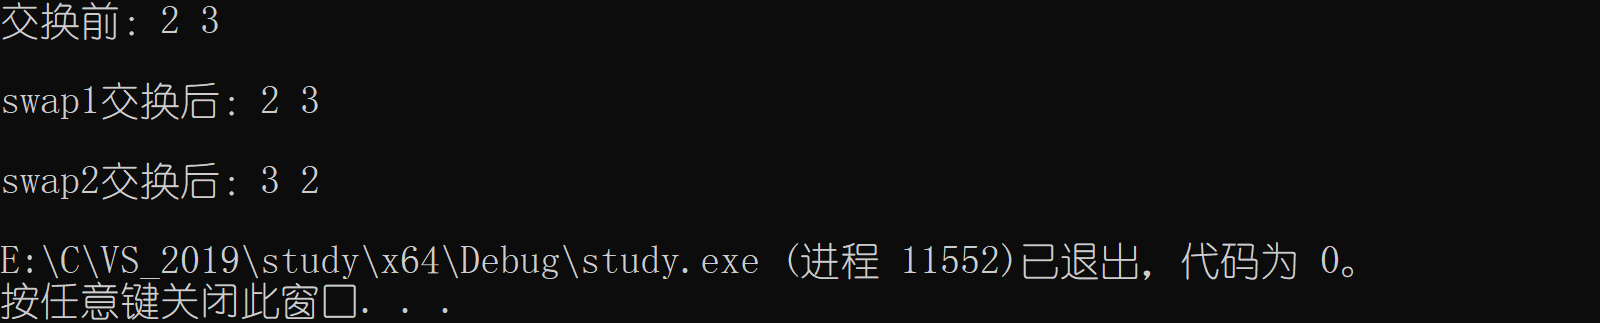 交换前: 2 3
swap1交换后: 2 3
swap2交换后: 3 2
E:\C\VS_2019\study\x64\Debug\study.exe (进程 11552)已退出，代码为 0。
按任意键关闭此窗口. . .